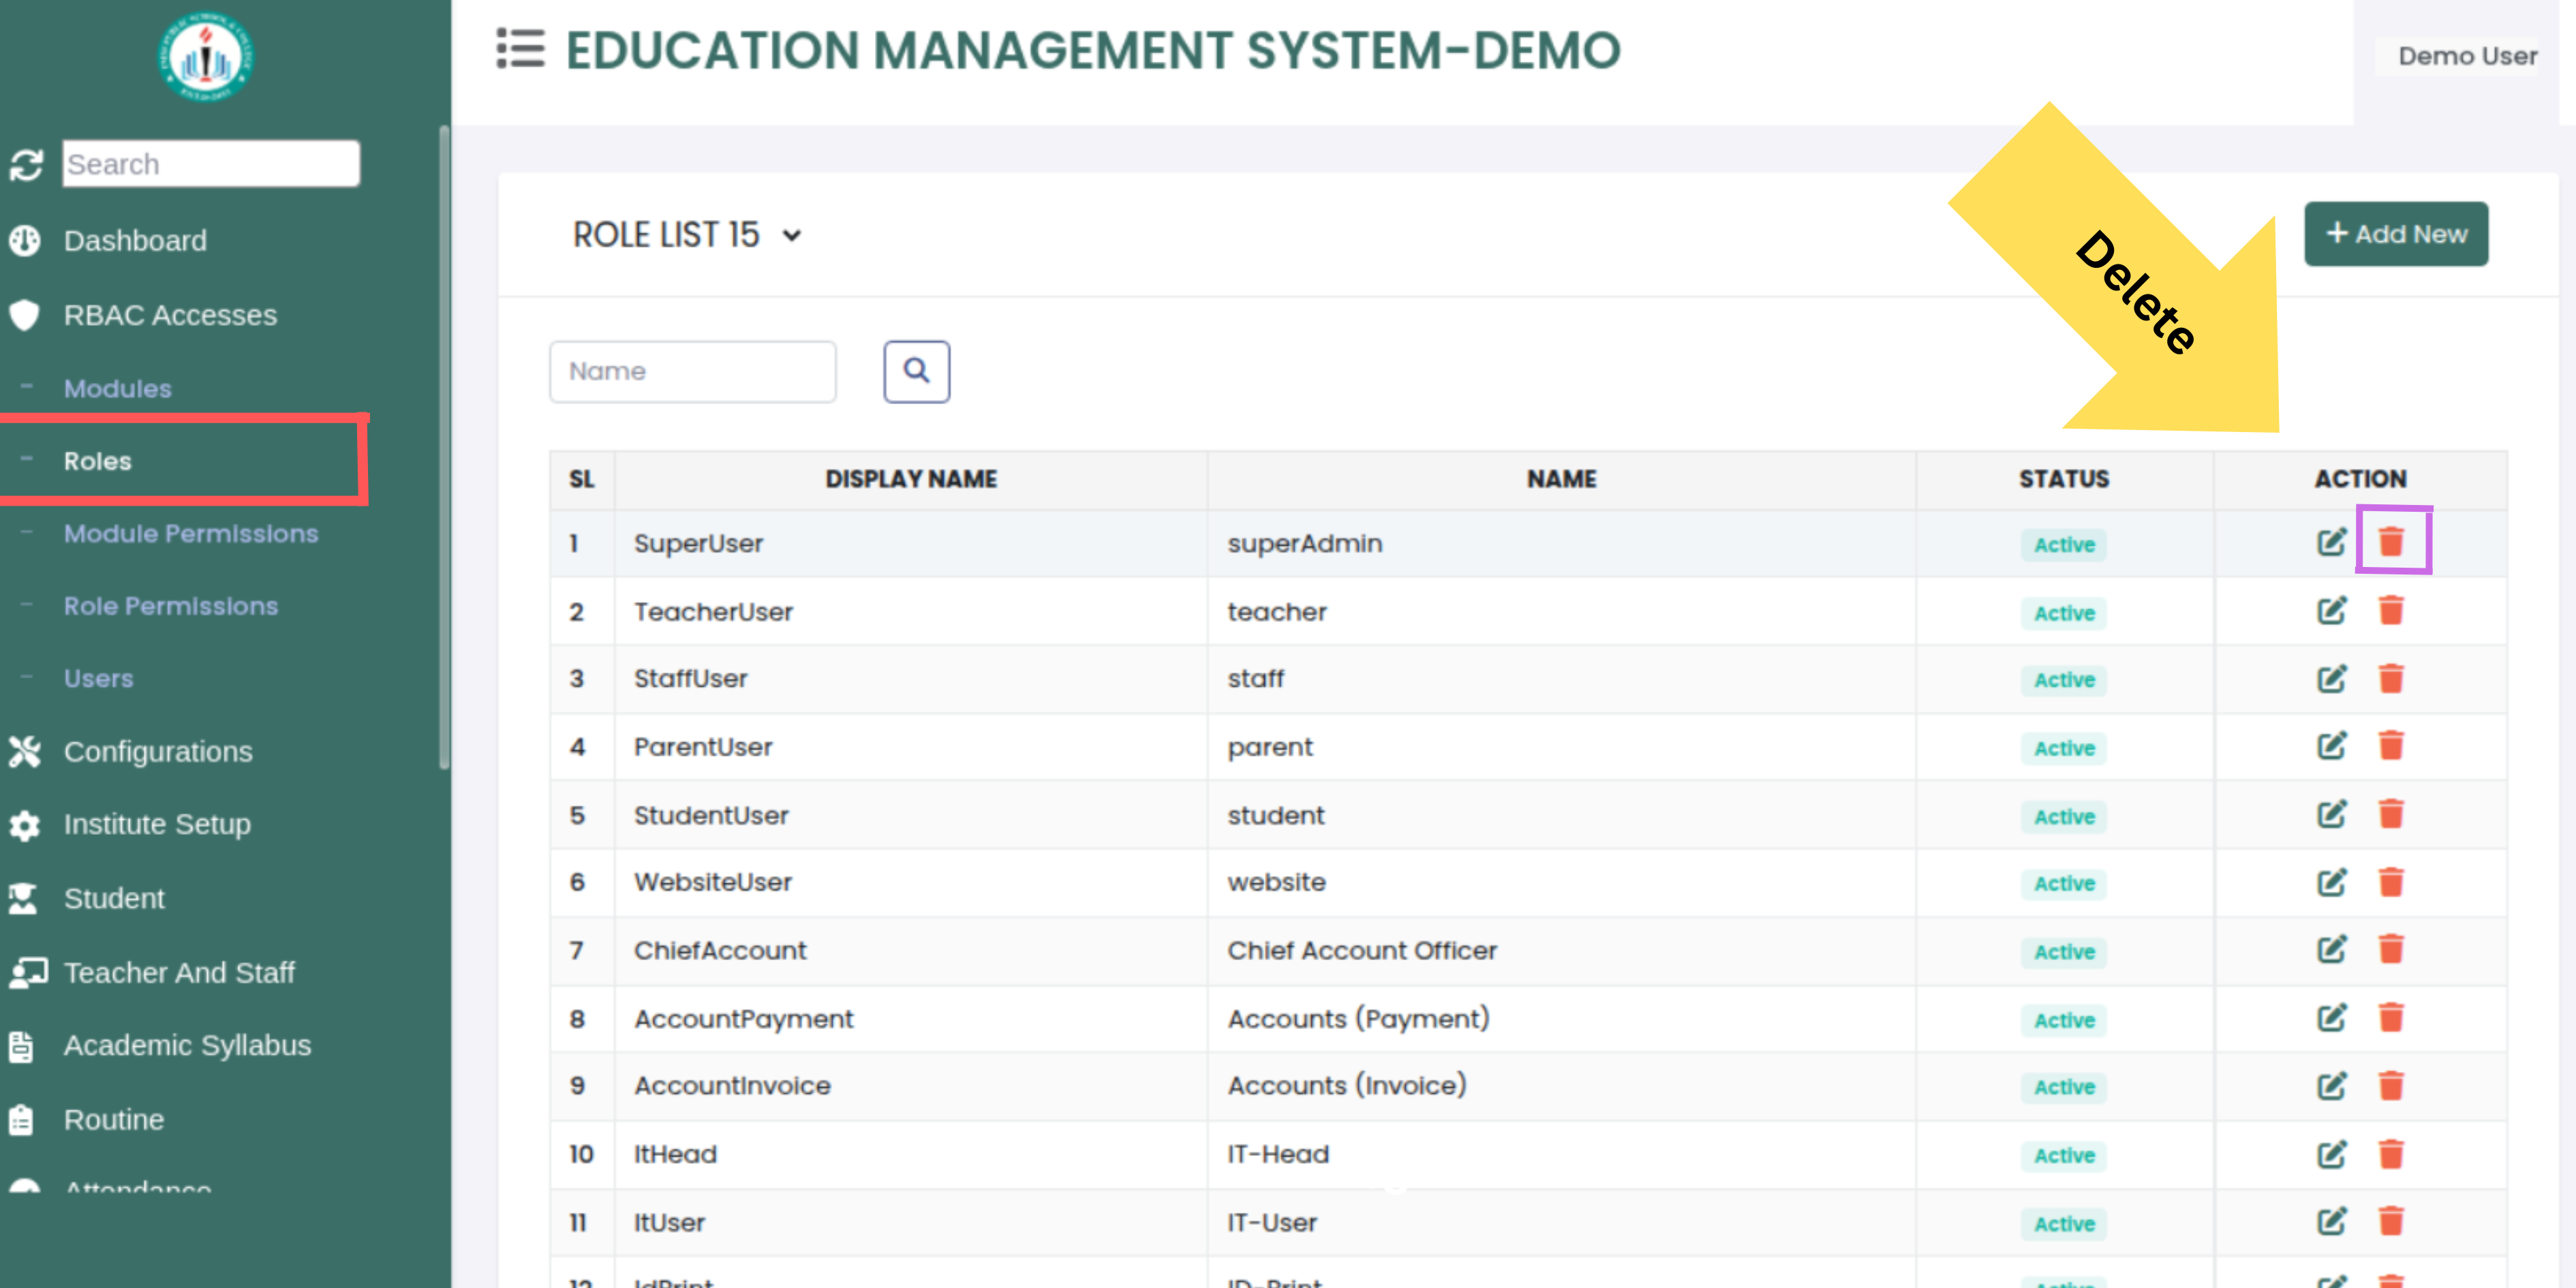 EDUCATION MANAGEMENT SYSTEM-DEMO
Demo User
Search
Dashboard
RBAC Accesses
- Modules
- Roles
- Module Permissions
- Role Permissions
- Users
Configurations
Institute Setup
Student
Teacher And Staff
Academic Syllabus
Routine
Attendance
ROLE LIST 15
+ Add New
Delete
Name
SL DISPLAY NAME NAME STATUS ACTION
1 SuperUser superAdmin Active
2 TeacherUser teacher Active
3 StaffUser staff Active
4 ParentUser parent Active
5 StudentUser student Active
6 WebsiteUser website Active
7 ChiefAccount Chief Account Officer Active
8 AccountPayment Accounts (Payment) Active
9 AccountInvoice Accounts (Invoice) Active
10 ItHead IT-Head Active
11 ItUser IT-User Active
12 IdPrint ID-Print Active